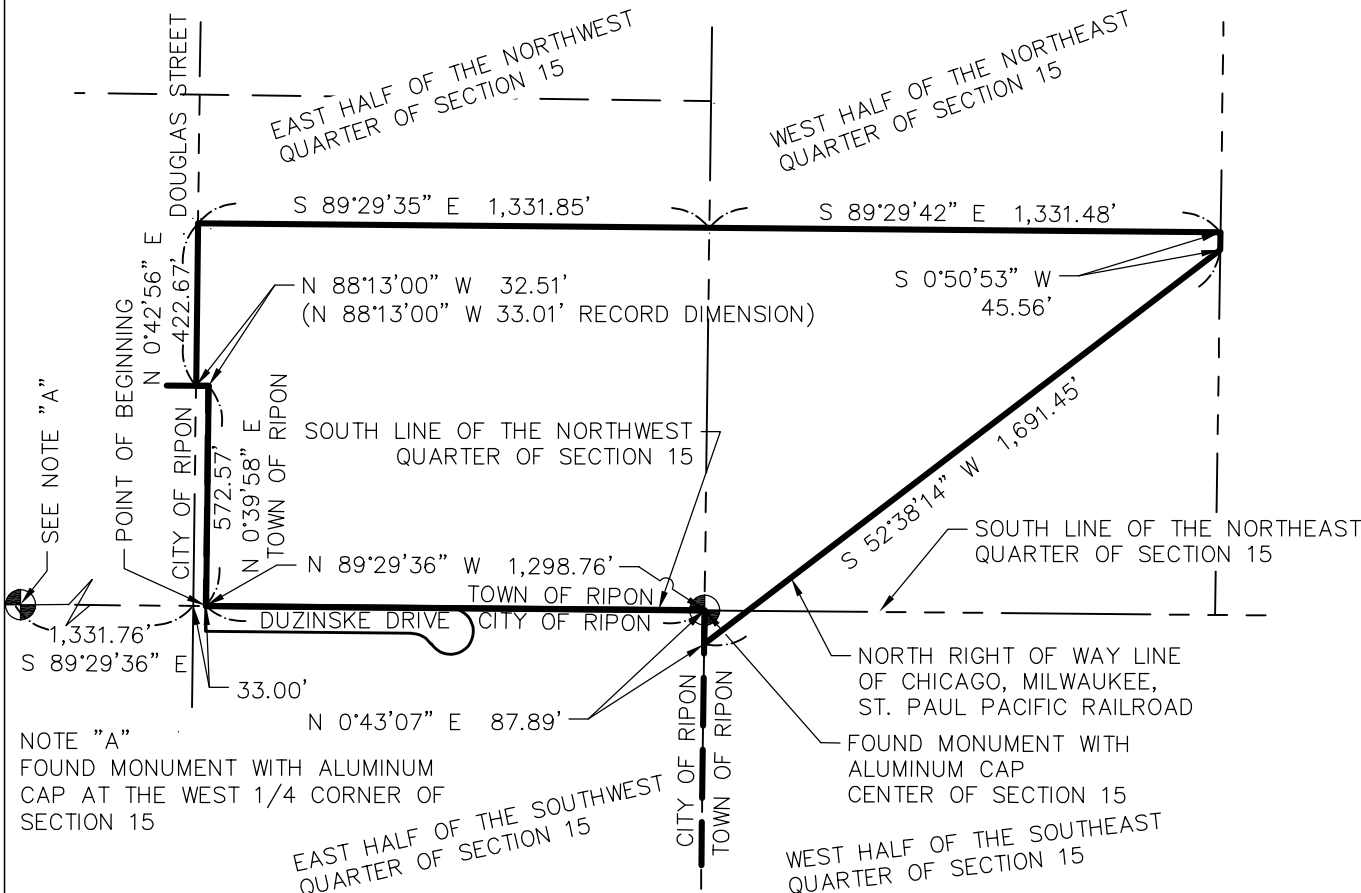 DOUGLAS STREET
EAST HALF OF THE NORTHWEST
QUARTER OF SECTION 15
WEST HALF OF THE NORTHEAST
QUARTER OF SECTION 15
S 89°29'35" E 1,331.85'
S 89°29'42" E 1,331.48'
N 0°42'56" E
422.67'
N 88°13'00" W 32.51'
(N 88°13'00" W 33.01' RECORD DIMENSION)
S 0°50'53" W
45.56'
SEE NOTE "A"
POINT OF BEGINNING
CITY OF RIPON
572.57'
N 0°39'58" E
TOWN OF RIPON
SOUTH LINE OF THE NORTHWEST
QUARTER OF SECTION 15
S 52°38'14" W 1,691.45'
SOUTH LINE OF THE NORTHEAST
QUARTER OF SECTION 15
N 89°29'36" W 1,298.76'
TOWN OF RIPON
DUZINSKE DRIVE
CITY OF RIPON
1,331.76'
S 89°29'36" E
33.00'
N 0°43'07" E 87.89'
NORTH RIGHT OF WAY LINE
OF CHICAGO, MILWAUKEE,
ST. PAUL PACIFIC RAILROAD
NOTE "A"
FOUND MONUMENT WITH ALUMINUM
CAP AT THE WEST 1/4 CORNER OF
SECTION 15
CITY OF RIPON
TOWN OF RIPON
FOUND MONUMENT WITH
ALUMINUM CAP
CENTER OF SECTION 15
EAST HALF OF THE SOUTHWEST
QUARTER OF SECTION 15
WEST HALF OF THE SOUTHEAST
QUARTER OF SECTION 15